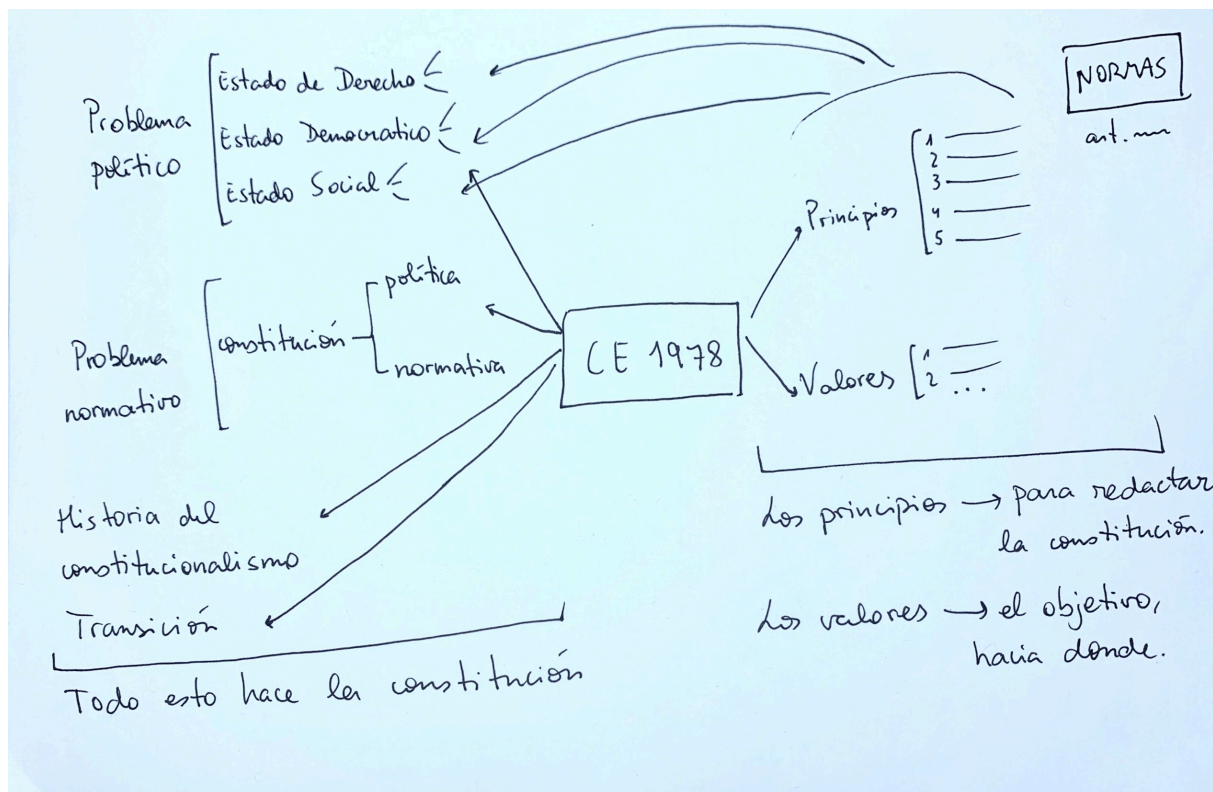 Problema
político
Estado de Derecho
Estado Democratico
Estado Social
NORMAS
art.
Principios
1
2
3
4
5
Problema
normativo
constitución
política
normativa
CE 1978
Valores
1
2
...
Historia del
constitucionalismo
Transición
Todo esto hace la constitución
Los principios → para redactar
la constitución.
Los valores → el objetivo,
hacia donde.